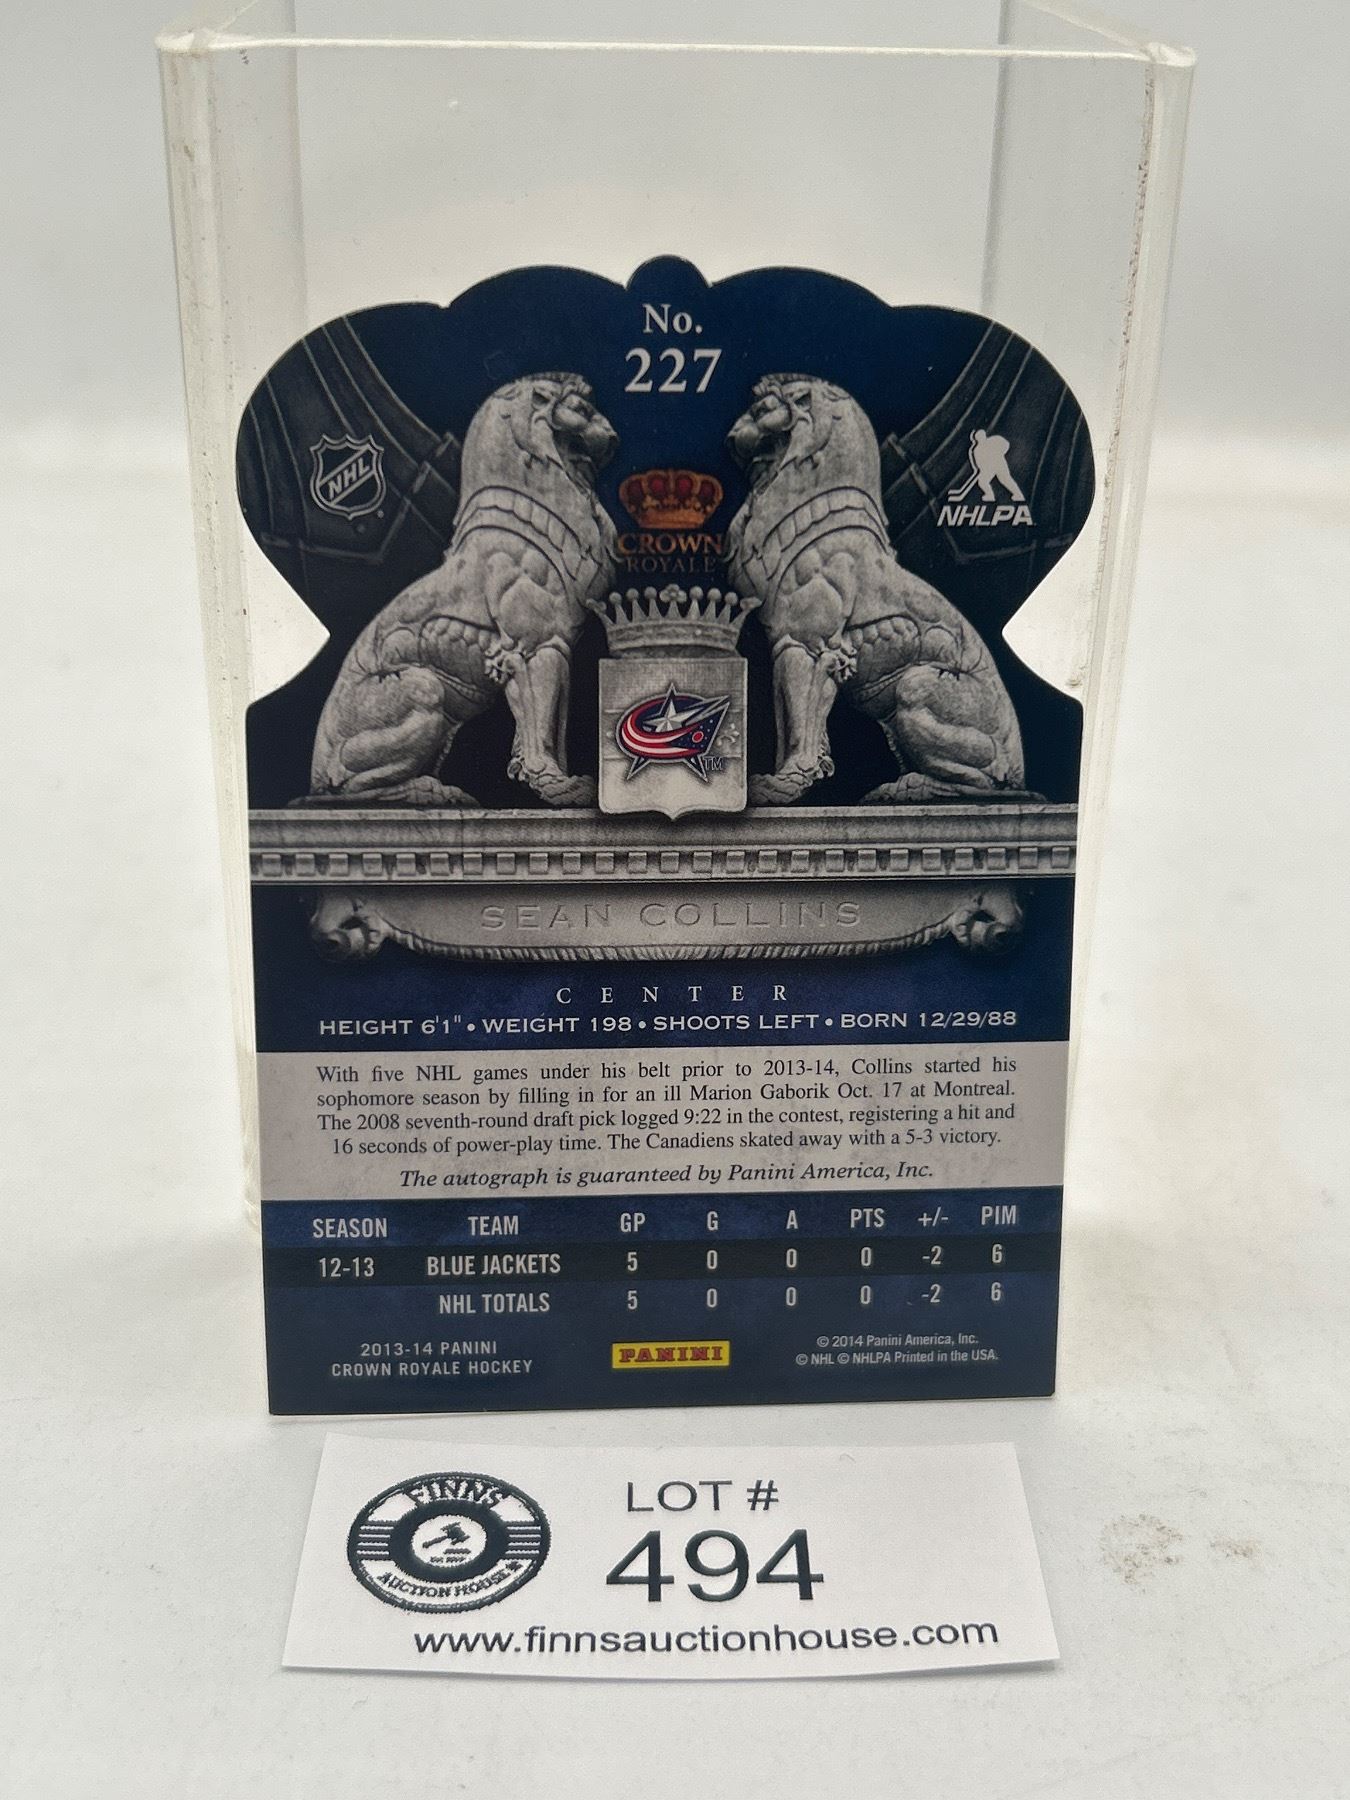 No.
227
NHL
NHLPA
CROWN
ROYALE
TM
SEAN COLLINS
CENTER
HEIGHT 6'1" • WEIGHT 198 • SHOOTS LEFT • BORN 12/29/88
With five NHL games under his belt prior to 2013-14, Collins started his
sophomore season by filling in for an ill Marion Gaborik Oct. 17 at Montreal.
The 2008 seventh-round draft pick logged 9:22 in the contest, registering a hit and
16 seconds of power-play time. The Canadiens skated away with a 5-3 victory.
The autograph is guaranteed by Panini America, Inc.
SEASON TEAM GP G A PTS +/- PIM
12-13 BLUE JACKETS 5 0 0 0 -2 6
NHL TOTALS 5 0 0 0 -2 6
2013-14 PANINI
CROWN ROYALE HOCKEY
PANINI
© 2014 Panini America, Inc.
© NHL © NHLPA Printed in the USA.
FINNS
AUCTION HOUSE
LOT #
494
www.finnsauctionhouse.com